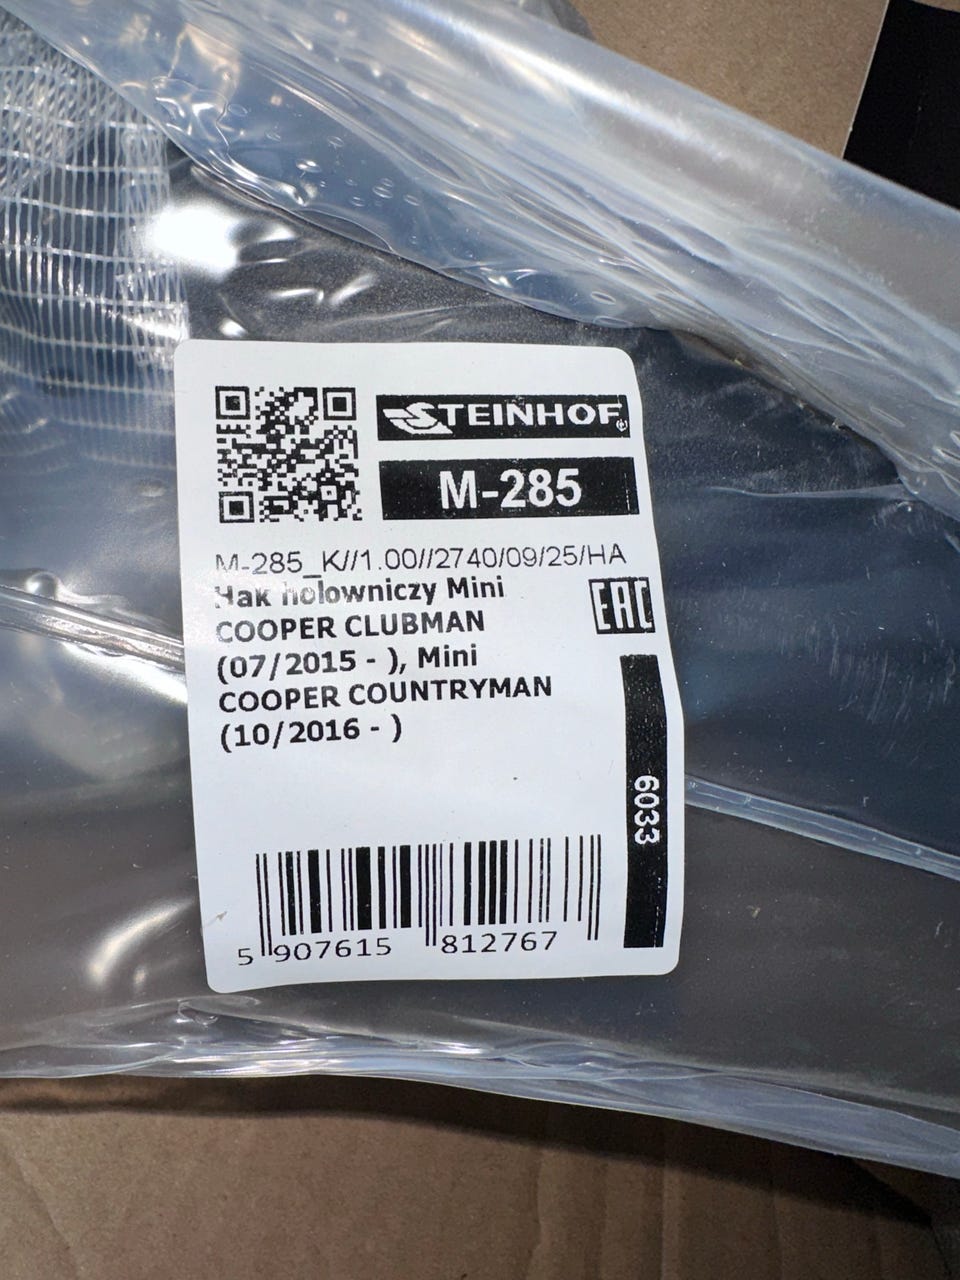 STEINHOF
M-285
M-285_K//1.00//2740/09/25/HA
Hak holowniczy Mini
COOPER CLUBMAN
(07/2015 - ), Mini
COOPER COUNTRYMAN
(10/2016 - )
EAC
6033
5 907615 812767